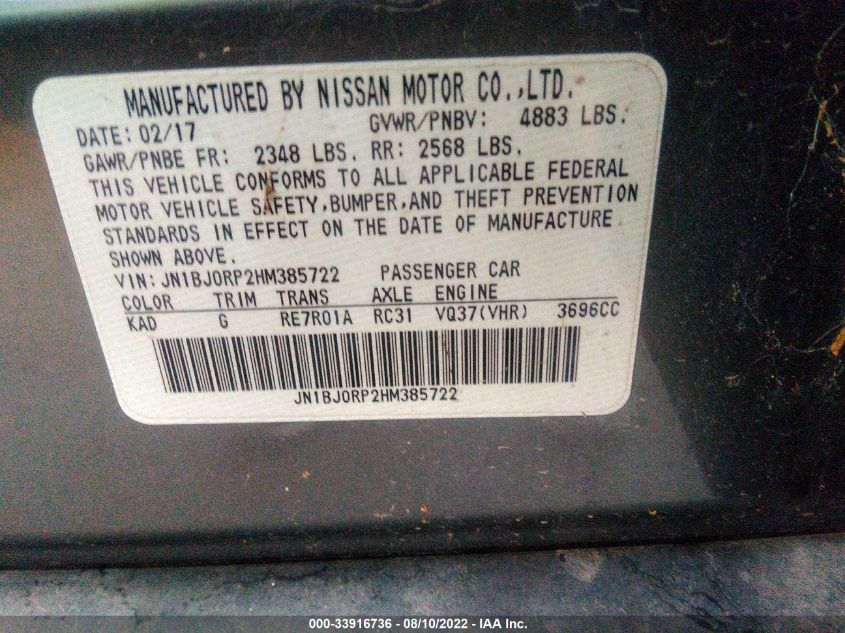 MANUFACTURED BY NISSAN MOTOR CO.,LTD.
DATE: 02/17 GVWR/PNBV: 4883 LBS.
GAWR/PNBE FR: 2348 LBS. RR: 2568 LBS.
THIS VEHICLE CONFORMS TO ALL APPLICABLE FEDERAL
MOTOR VEHICLE SAFETY,BUMPER,AND THEFT PREVENTION
STANDARDS IN EFFECT ON THE DATE OF MANUFACTURE
SHOWN ABOVE.
VIN: JN1BJ0RP2HM385722 PASSENGER CAR
COLOR TRIM TRANS AXLE ENGINE
KAD G RE7R01A RC31 VQ37(VHR) 3696CC
JN1BJ0RP2HM385722
000-33916736 - 08/10/2022 - IAA Inc.